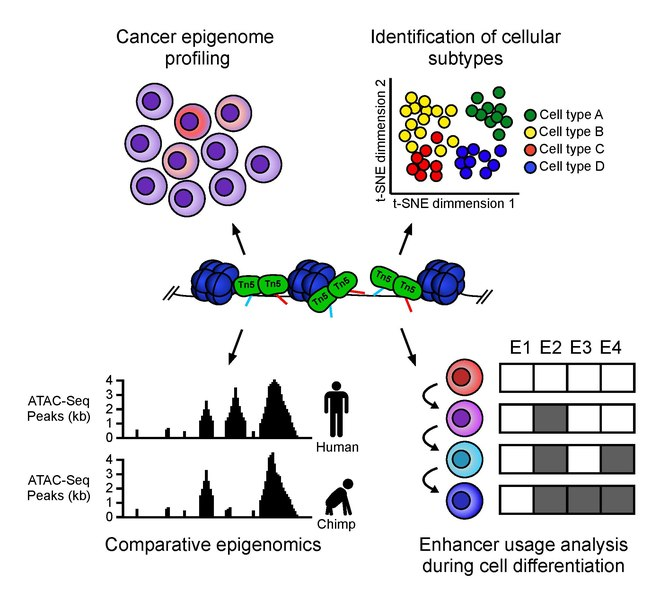 Cancer epigenome
profiling
Identification of cellular
subtypes
t-SNE dimmension 2
t-SNE dimmension 1
Cell type A
Cell type B
Cell type C
Cell type D
Tn5
Tn5
Tn5
Tn5
Tn5
Tn5
ATAC-Seq
Peaks (kb)
4
3
2
1
0
Human
ATAC-Seq
Peaks (kb)
4
3
2
1
0
Chimp
Comparative epigenomics
E1 E2 E3 E4
Enhancer usage analysis
during cell differentiation